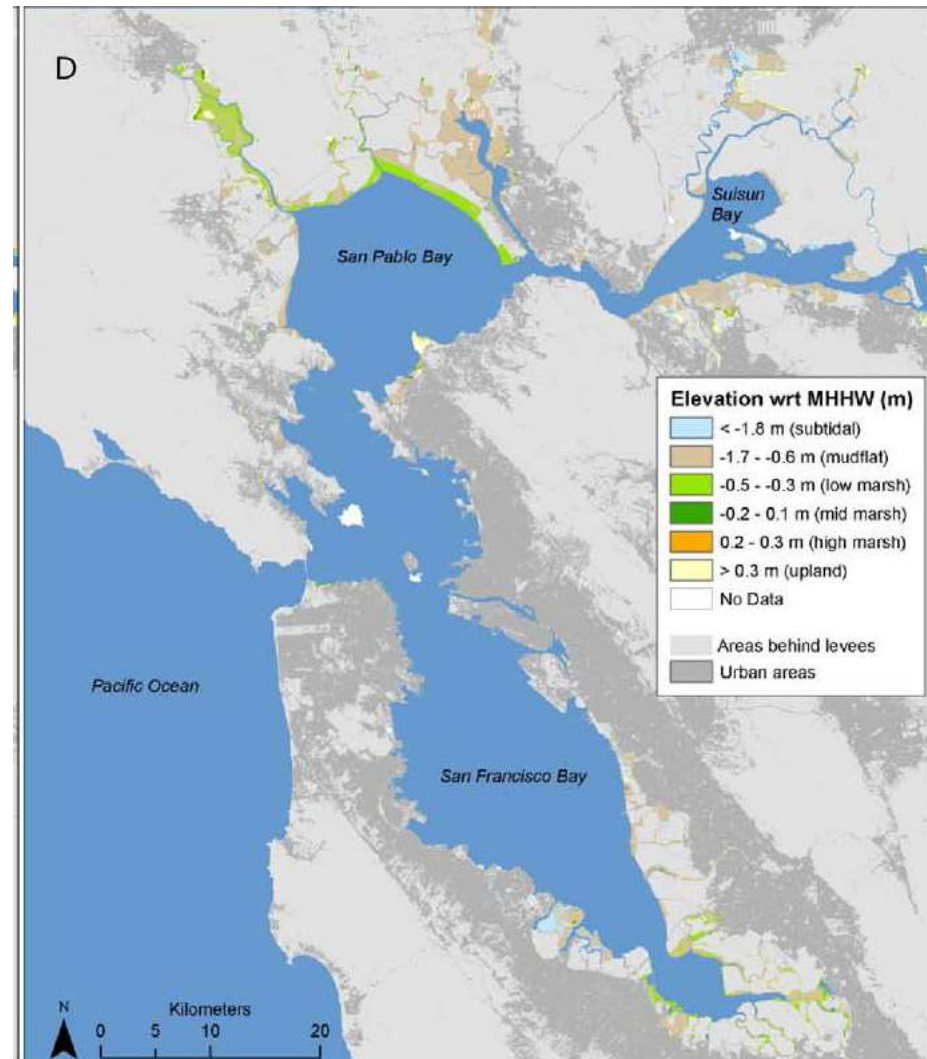 D
San Pablo Bay
Suisun
Bay
Elevation wrt MHHW (m)
< -1.8 m (subtidal)
-1.7 - -0.6 m (mudflat)
-0.5 - -0.3 m (low marsh)
-0.2 - 0.1 m (mid marsh)
0.2 - 0.3 m (high marsh)
> 0.3 m (upland)
No Data
Areas behind levees
Urban areas
Pacific Ocean
San Francisco Bay
N
Kilometers
0 5 10 20